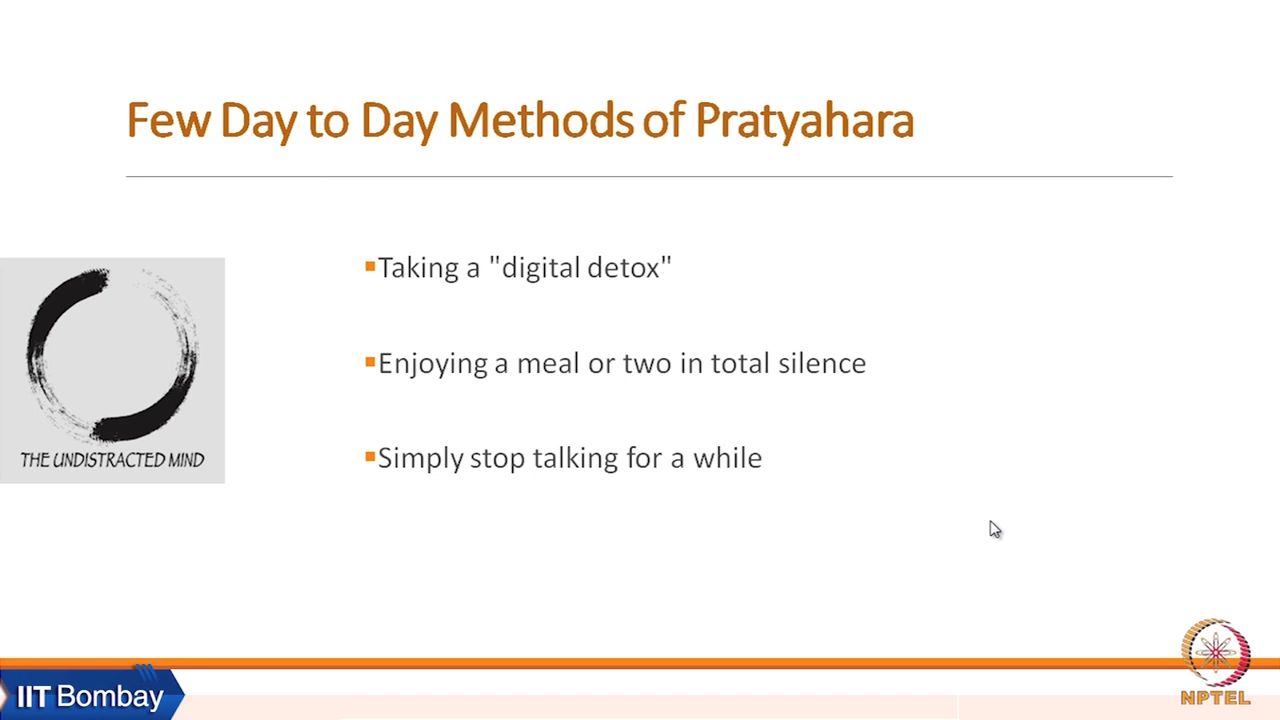 Few Day to Day Methods of Pratyahara
Taking a "digital detox"
Enjoying a meal or two in total silence
Simply stop talking for a while
THE UNDISTRACTED MIND
IIT Bombay
NPTEL